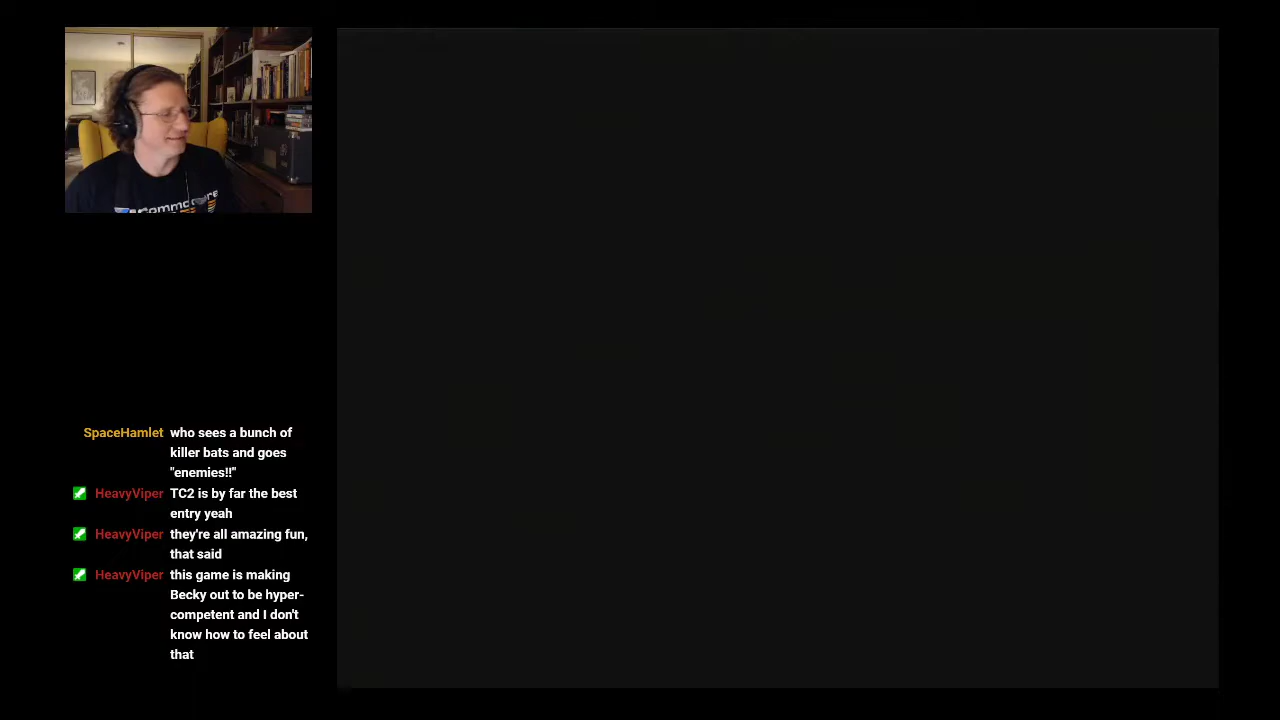 Commodore
SpaceHamlet who sees a bunch of
killer bats and goes
"enemies!!"
HeavyViper TC2 is by far the best
entry yeah
HeavyViper they're all amazing fun,
that said
HeavyViper this game is making
Becky out to be hyper-
competent and I don't
know how to feel about
that